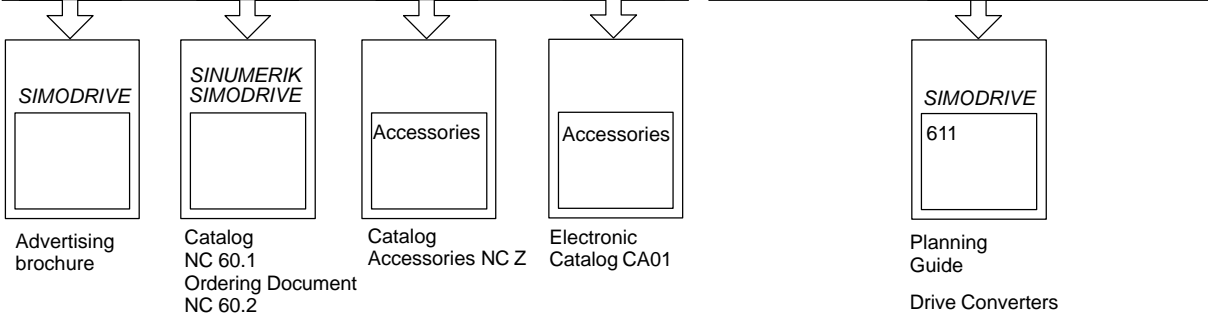 SIMODRIVE
Advertising
brochure
SINUMERIK
SIMODRIVE
Catalog
NC 60.1
Ordering Document
NC 60.2
Accessories
Catalog
Accessories NC Z
Accessories
Electronic
Catalog CA01
SIMODRIVE
611
Planning
Guide
Drive Converters